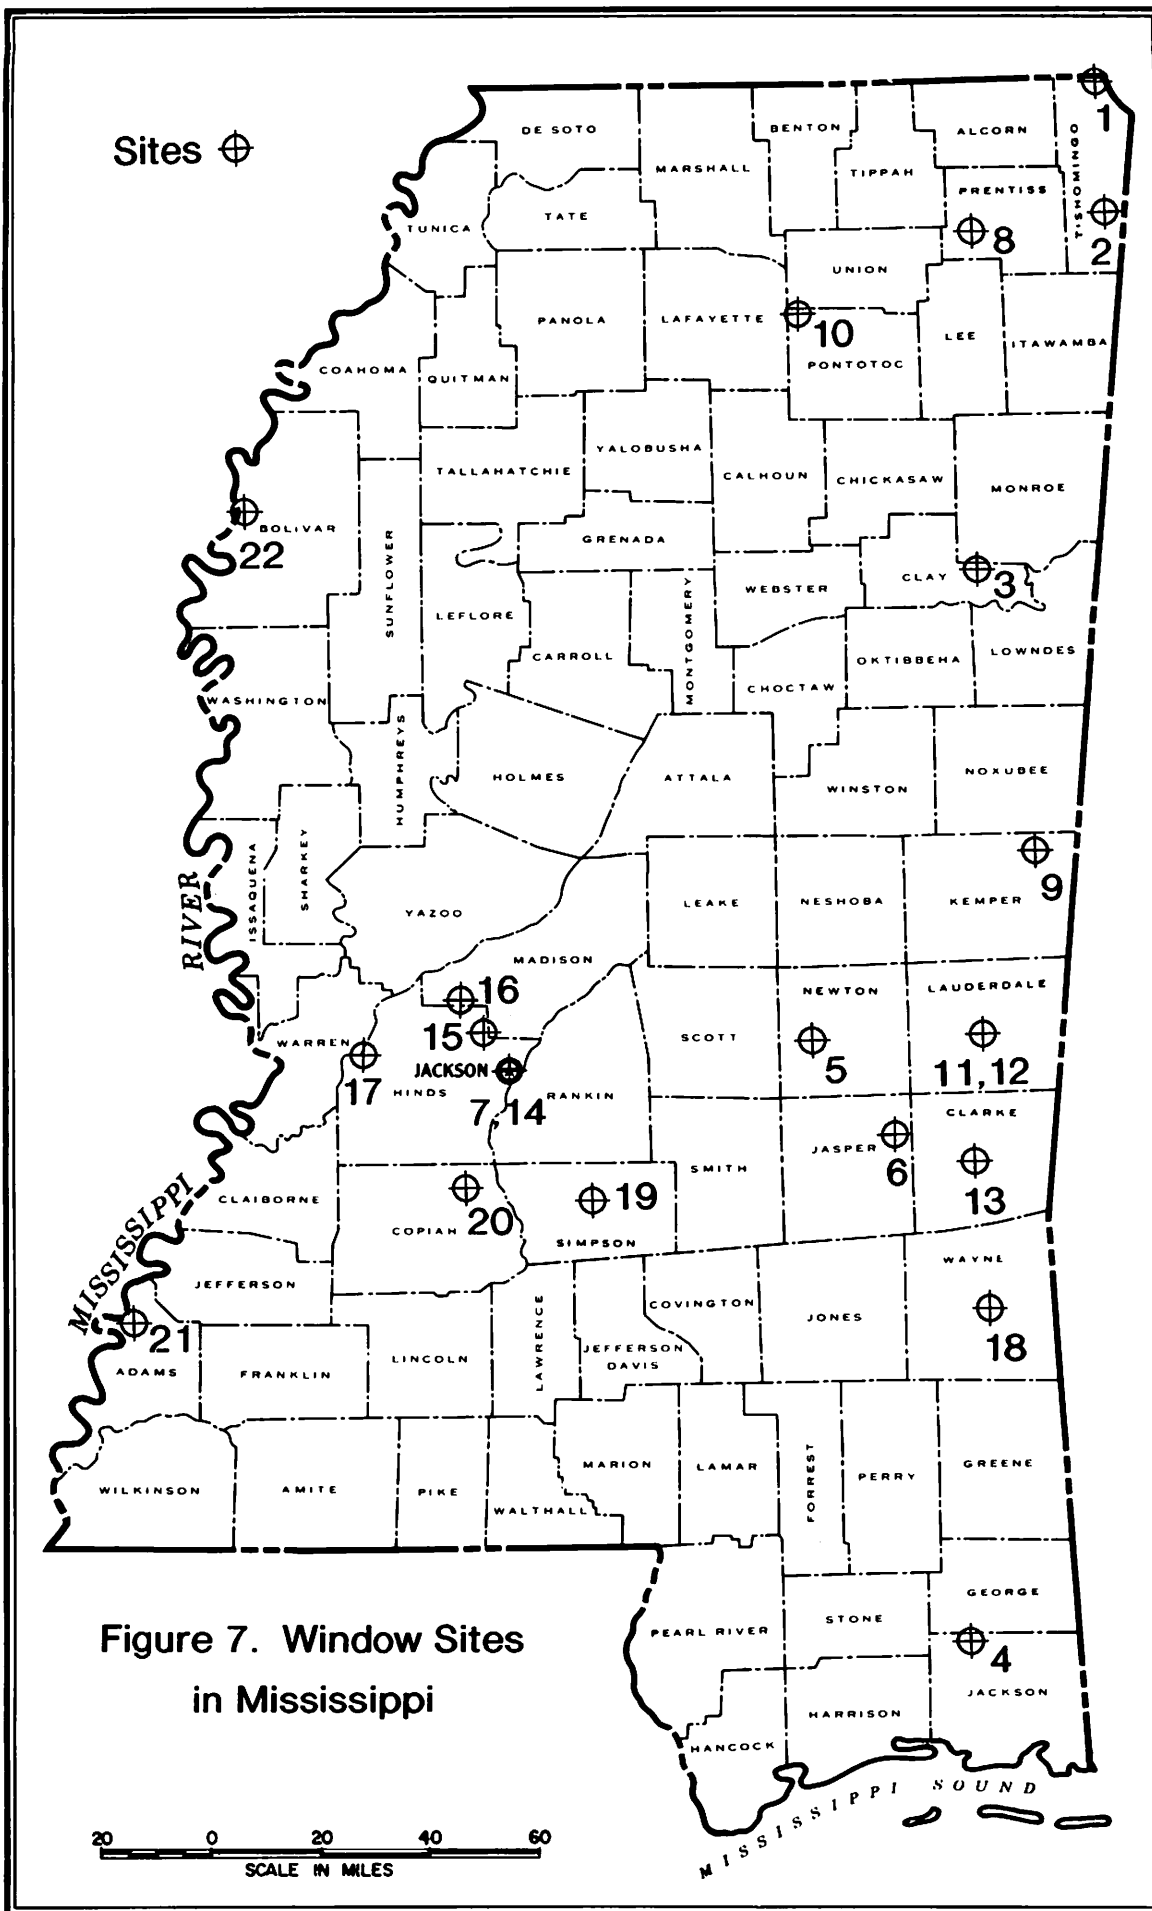 Sites
1
DE SOTO
BENTON
ALCORN
TISHOMINGO
MARSHALL
TIPPAH
PRENTISS
TATE
TUNICA
8
2
UNION
PANOLA
LAFAYETTE
10
LEE
ITAWAMBA
COAHOMA
QUITMAN
PONTOTOC
YALOBUSHA
TALLAHATCHIE
CALHOUN
CHICKASAW
MONROE
BOLIVAR
22
SUNFLOWER
GRENADA
WEBSTER
CLAY
3
LEFLORE
MONTGOMERY
CARROLL
OKTIBBEHA
LOWNDES
CHOCTAW
WASHINGTON
HUMPHREYS
HOLMES
ATTALA
WINSTON
NOXUBEE
ISSAQUENA
SHARKEY
9
RIVER
YAZOO
LEAKE
NESHOBA
KEMPER
MADISON
16
NEWTON
LAUDERDALE
15
SCOTT
WARREN
5
JACKSON
11,12
17
HINDS
7,14
RANKIN
CLARKE
JASPER
6
SMITH
13
MISSISSIPPI
CLAIBORNE
19
20
COPIAH
SIMPSON
WAYNE
JEFFERSON
LAWRENCE
COVINGTON
JONES
18
21
JEFFERSON
DAVIS
LINCOLN
ADAMS
FRANKLIN
MARION
LAMAR
FORREST
PERRY
GREENE
WILKINSON
AMITE
PIKE
WALTHALL
GEORGE
STONE
PEARL RIVER
4
JACKSON
HARRISON
HANCOCK
MISSISSIPPI SOUND
Figure 7. Window Sites
in Mississippi
20 0 20 40 60
SCALE IN MILES